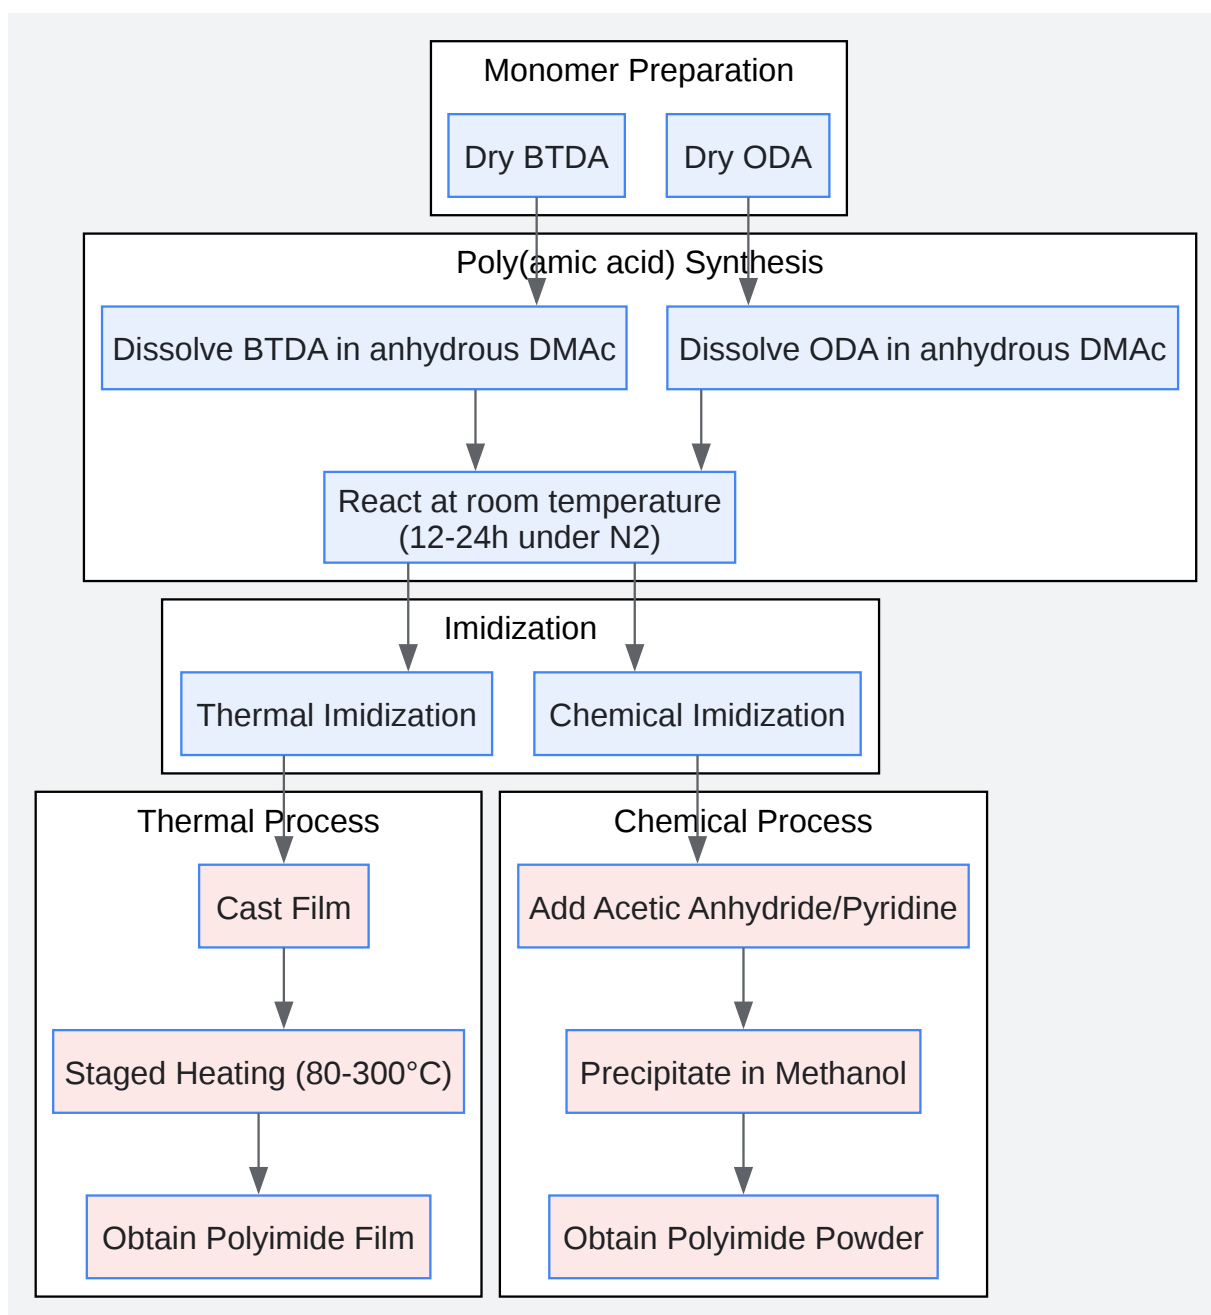 Monomer Preparation
Dry BTDA
Dry ODA
Poly(amic acid) Synthesis
Dissolve BTDA in anhydrous DMAc
Dissolve ODA in anhydrous DMAc
React at room temperature
(12-24h under N2)
Imidization
Thermal Imidization
Chemical Imidization
Thermal Process
Cast Film
Staged Heating (80-300°C)
Obtain Polyimide Film
Chemical Process
Add Acetic Anhydride/Pyridine
Precipitate in Methanol
Obtain Polyimide Powder